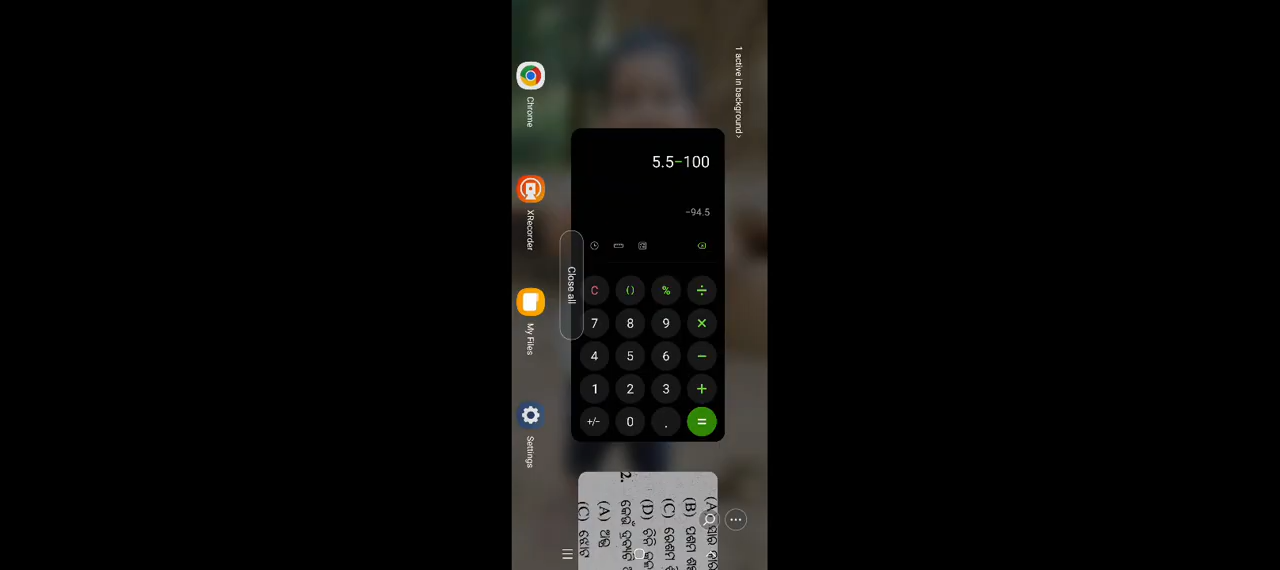 1 active in background >
5.5−100
−94.5
C ( ) % ÷
7 8 9 ×
4 5 6 −
1 2 3 +
+/− 0 . =
Close all
Chrome
XRecorder
My Files
Settings
2.
(A)
(B)
(C)
(D)
(A)
(C)